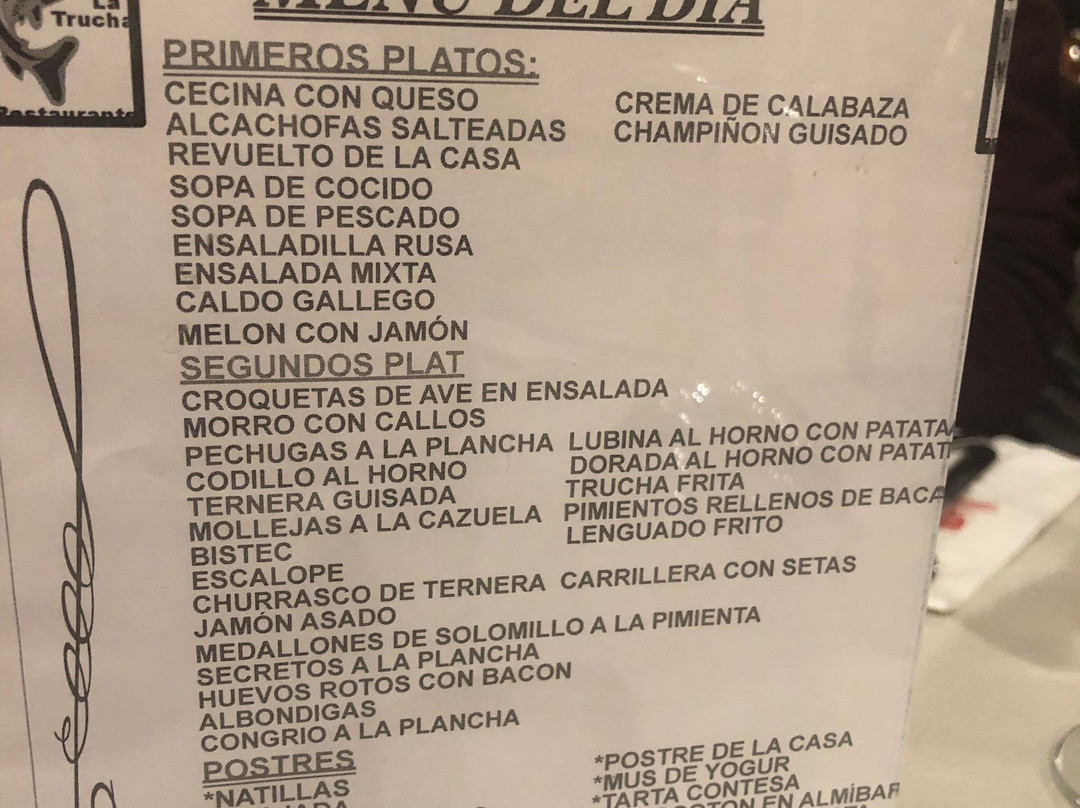 La
Trucha
Restaurante
MENU DEL DIA
PRIMEROS PLATOS:
CECINA CON QUESO
ALCACHOFAS SALTEADAS
REVUELTO DE LA CASA
SOPA DE COCIDO
SOPA DE PESCADO
ENSALADILLA RUSA
ENSALADA MIXTA
CALDO GALLEGO
MELON CON JAMÓN
CREMA DE CALABAZA
CHAMPIÑON GUISADO
SEGUNDOS PLAT
CROQUETAS DE AVE EN ENSALADA
MORRO CON CALLOS
PECHUGAS A LA PLANCHA
CODILLO AL HORNO
TERNERA GUISADA
MOLLEJAS A LA CAZUELA
BISTEC
ESCALOPE
CHURRASCO DE TERNERA
JAMÓN ASADO
MEDALLONES DE SOLOMILLO A LA PIMIENTA
SECRETOS A LA PLANCHA
HUEVOS ROTOS CON BACON
ALBONDIGAS
CONGRIO A LA PLANCHA
LUBINA AL HORNO CON PATATA
DORADA AL HORNO CON PATAT
TRUCHA FRITA
PIMIENTOS RELLENOS DE BACA
LENGUADO FRITO
CARRILLERA CON SETAS
POSTRES
*NATILLAS
*POSTRE DE LA CASA
*MUS DE YOGUR
*TARTA CONTESA
EN ALMÍBAR